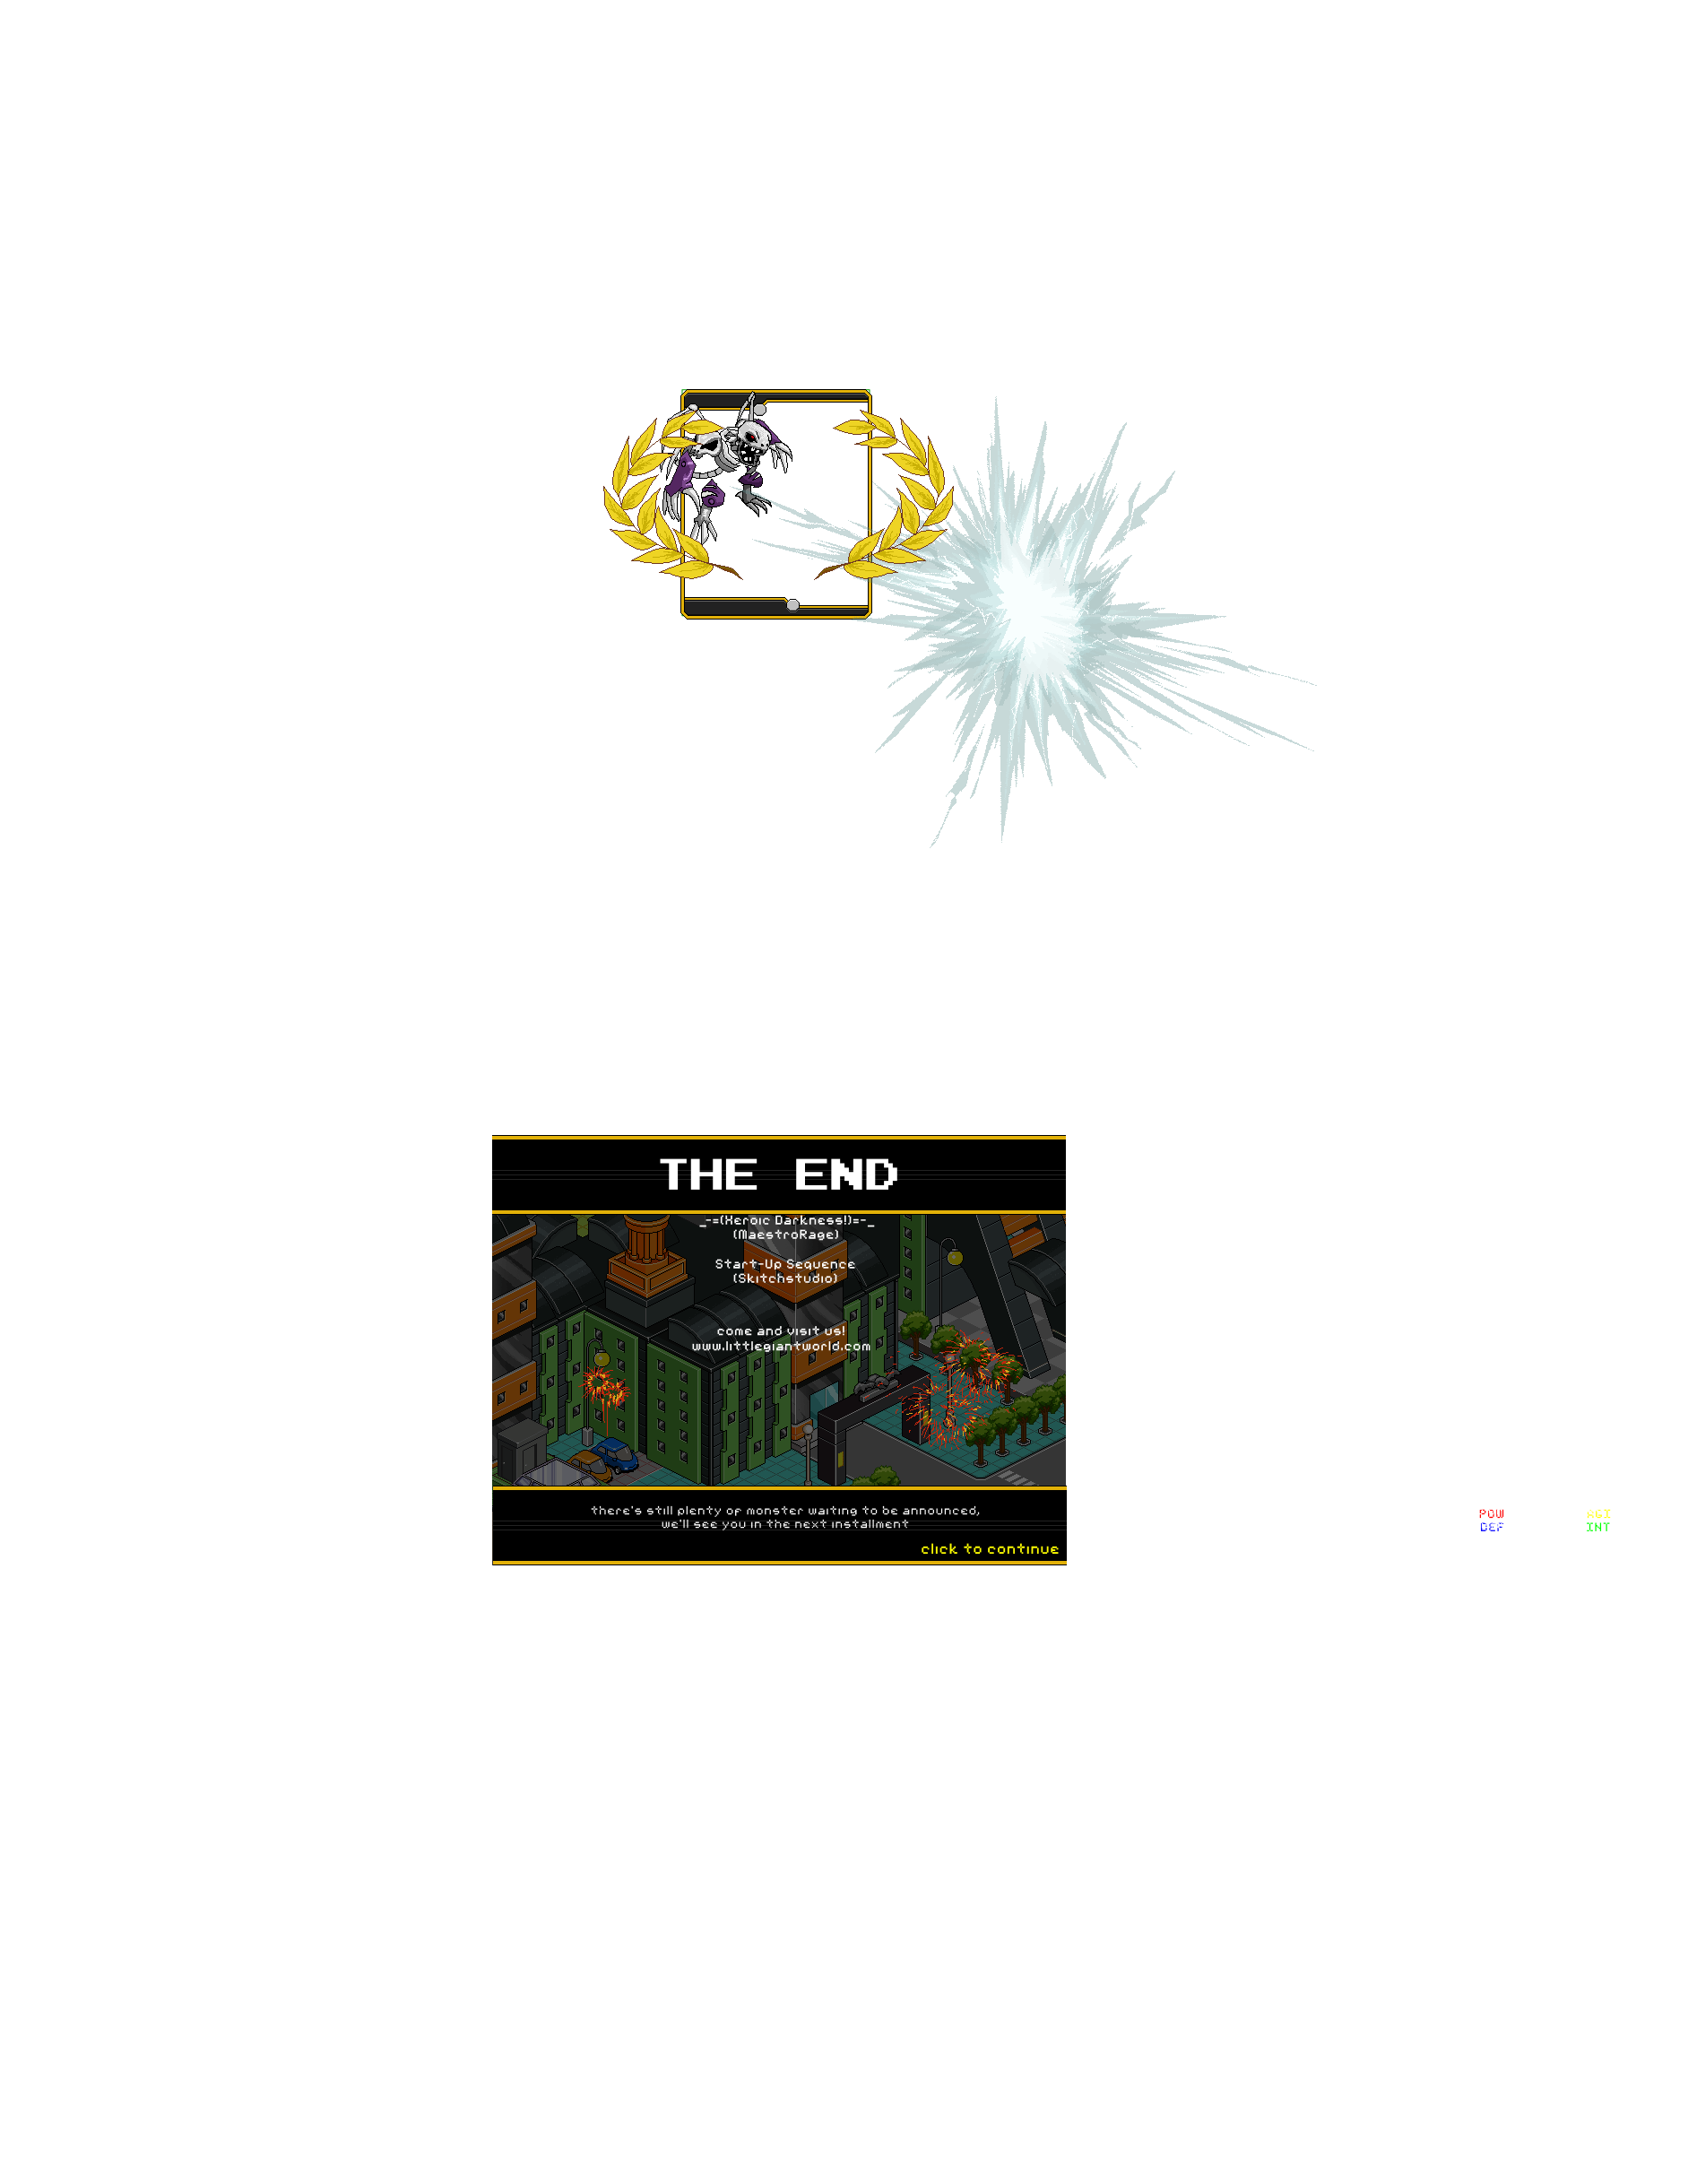 THE END
_-=(Heroic Darkness!)=-_
(MaestroRage)
Start-Up Sequence
(Skitchstudio)
come and visit us!
www.littlegiantworld.com
there's still plenty of monster waiting to be announced,
we'll see you in the next installment
click to continue
POW AGI
DEF INT